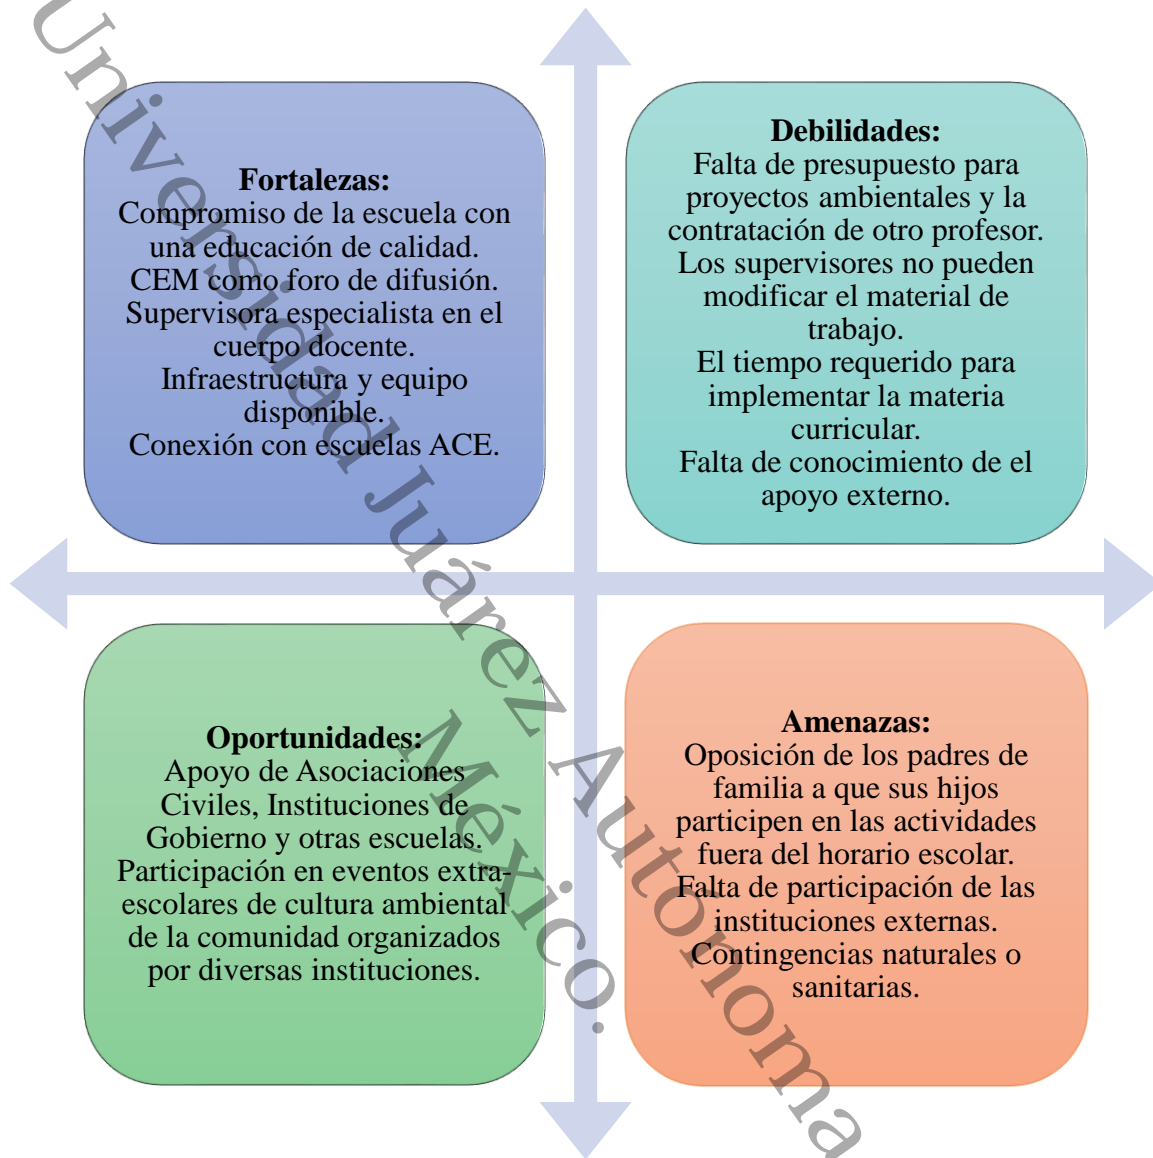 Fortalezas:
Compromiso de la escuela con
una educación de calidad.
CEM como foro de difusión.
Supervisora especialista en el
cuerpo docente.
Infraestructura y equipo
disponible.
Conexión con escuelas ACE.
Debilidades:
Falta de presupuesto para
proyectos ambientales y la
contratación de otro profesor.
Los supervisores no pueden
modificar el material de
trabajo.
El tiempo requerido para
implementar la materia
curricular.
Falta de conocimiento de el
apoyo externo.
Oportunidades:
Apoyo de Asociaciones
Civiles, Instituciones de
Gobierno y otras escuelas.
Participación en eventos extra-
escolares de cultura ambiental
de la comunidad organizados
por diversas instituciones.
Amenazas:
Oposición de los padres de
familia a que sus hijos
participen en las actividades
fuera del horario escolar.
Falta de participación de las
instituciones externas.
Contingencias naturales o
sanitarias.
Universidad Juárez Autónoma
México.